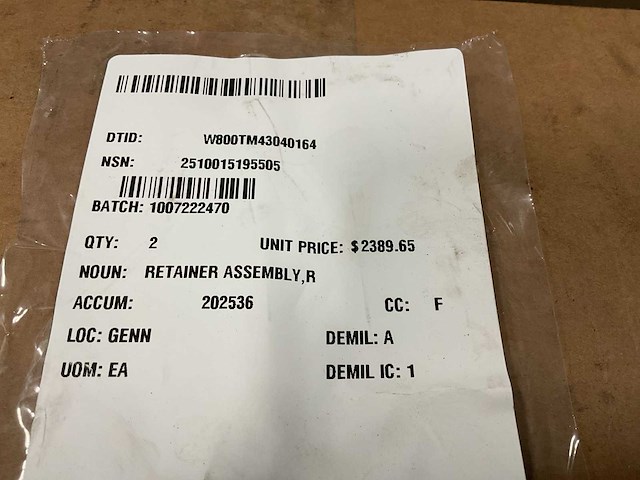 DTID: W800TM43040164
NSN: 2510015195505
BATCH: 1007222470
QTY: 2 UNIT PRICE: $2389.65
NOUN: RETAINER ASSEMBLY,R
ACCUM: 202536 CC: F
LOC: GENN DEMIL: A
UOM: EA DEMIL IC: 1